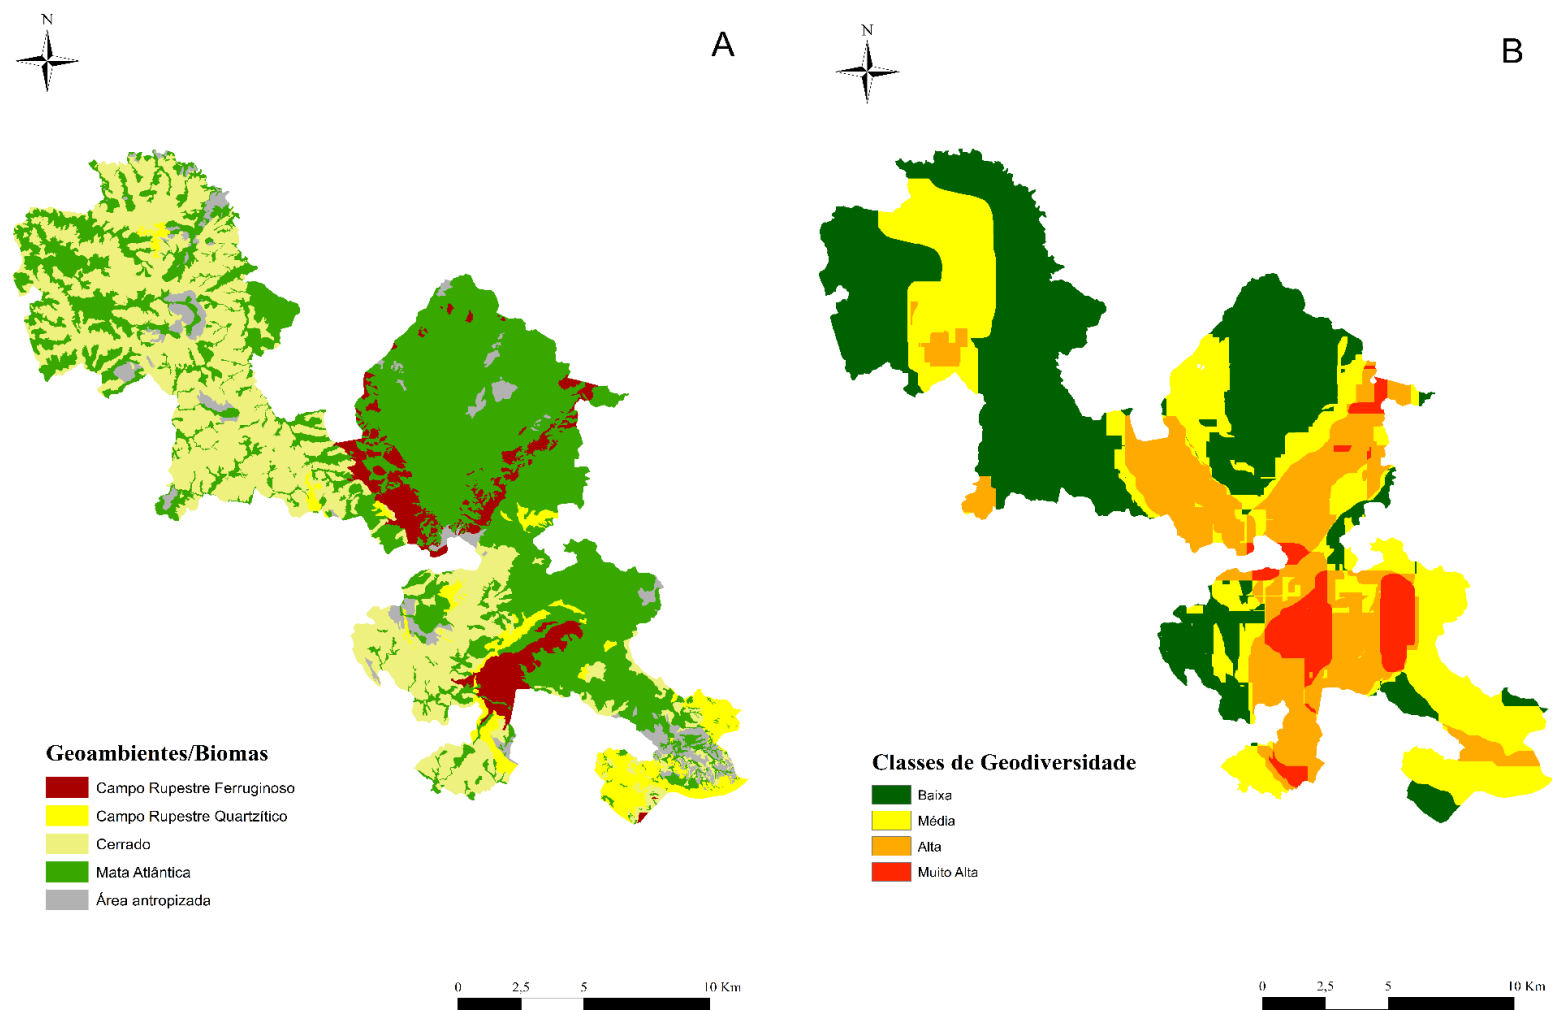 N
A
Geoambientes/Biomas
Campo Rupestre Ferruginoso
Campo Rupestre Quartzítico
Cerrado
Mata Atlântica
Área antropizada
0 2,5 5 10 Km
N
B
Classes de Geodiversidade
Baixa
Média
Alta
Muito Alta
0 2,5 5 10 Km